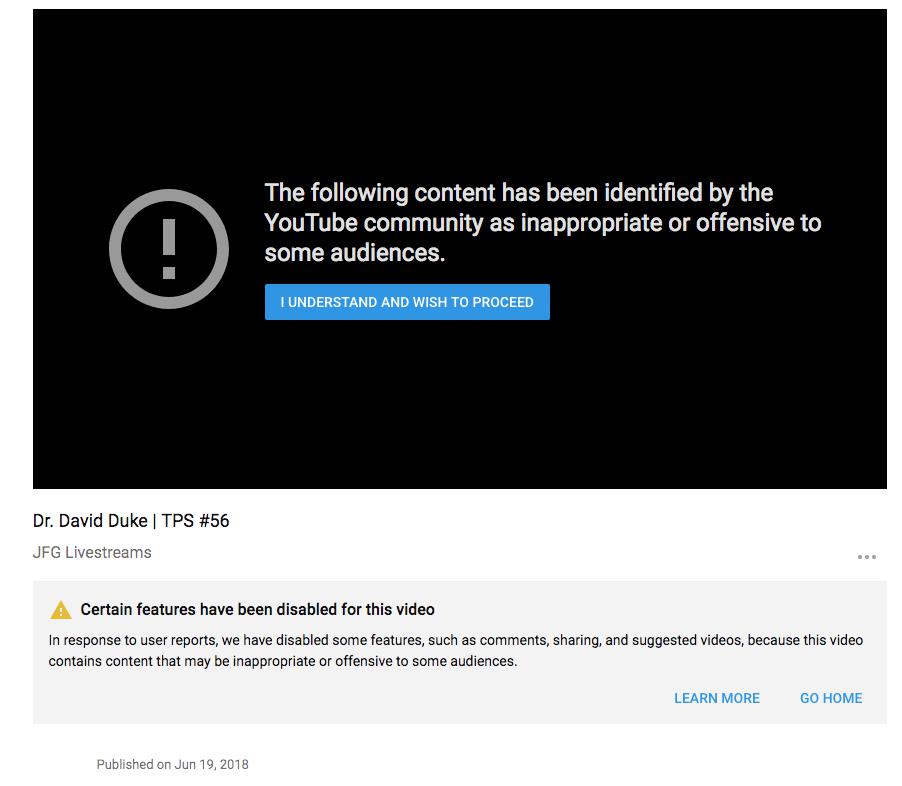 The following content has been identified by the
YouTube community as inappropriate or offensive to
some audiences.
I UNDERSTAND AND WISH TO PROCEED
Dr. David Duke | TPS #56
JFG Livestreams
Certain features have been disabled for this video
In response to user reports, we have disabled some features, such as comments, sharing, and suggested videos, because this video
contains content that may be inappropriate or offensive to some audiences.
LEARN MORE GO HOME
Published on Jun 19, 2018